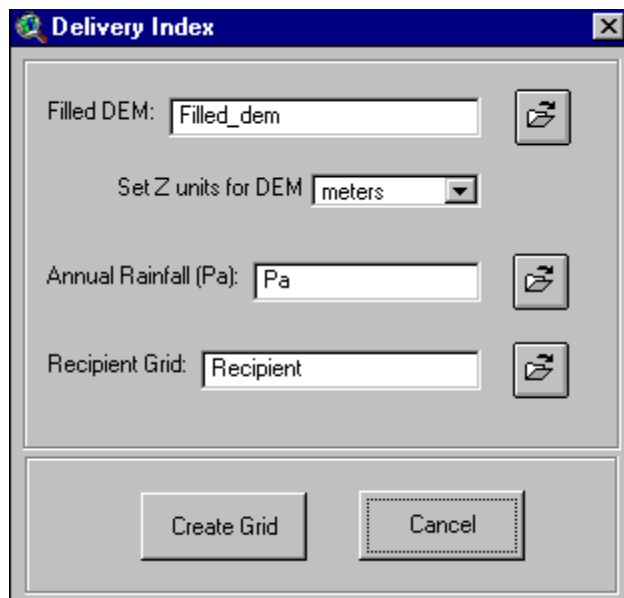 Delivery Index
Filled DEM: Filled_dem
Set Z units for DEM meters
Annual Rainfall (Pa): Pa
Recipient Grid: Recipient
Create Grid Cancel